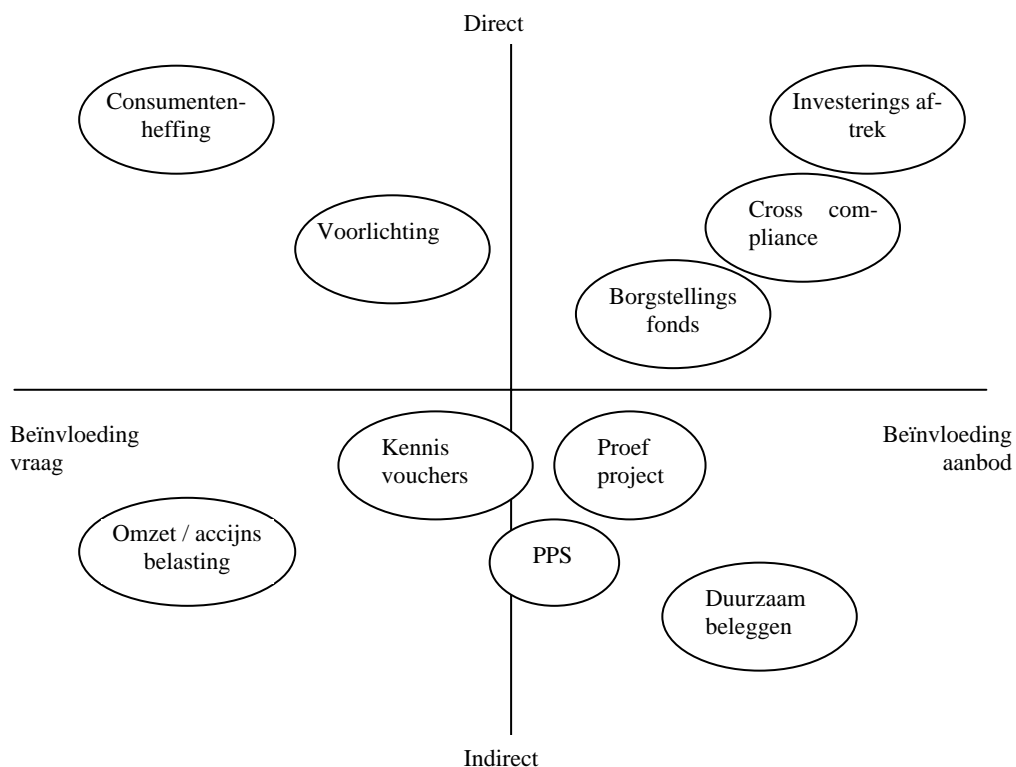 Direct
Consumenten-
heffing
Investerings af-
trek
Voorlichting
Cross com-
pliance
Borgstellings
fonds
Beïnvloeding
vraag
Kennis
vouchers
Proef
project
Beïnvloeding
aanbod
Omzet / accijns
belasting
PPS
Duurzaam
beleggen
Indirect